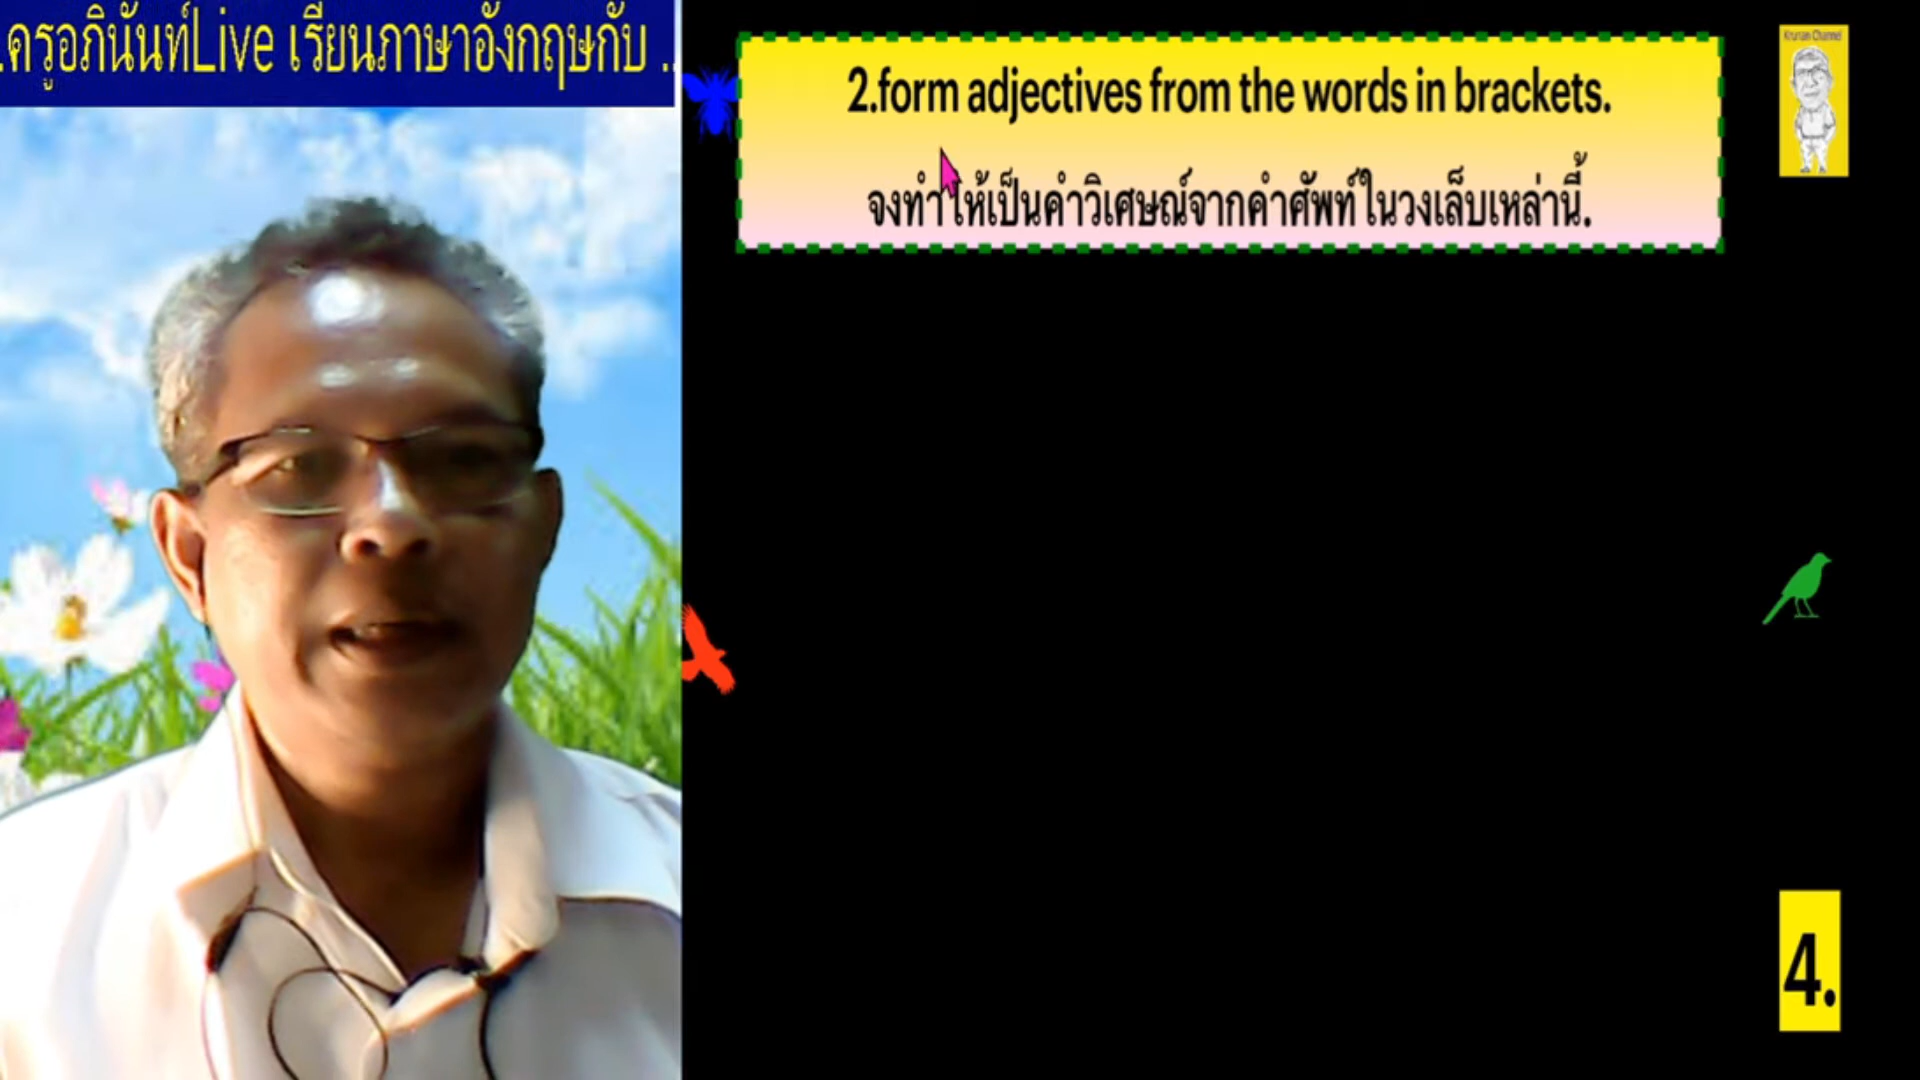 ..ครูอภินันท์Live เรียนภาษาอังกฤษกับ ..
2.form adjectives from the words in brackets.
จงทำให้เป็นคำวิเศษณ์จากคำศัพท์ในวงเล็บเหล่านี้.
Krunan Channel
4.